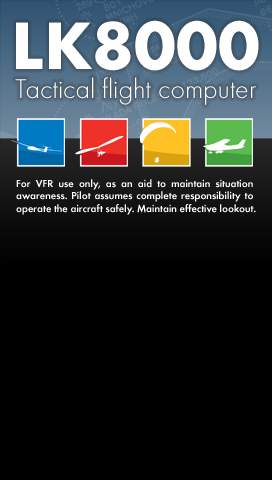 LK8000
Tactical flight computer
For VFR use only, as an aid to maintain situation
awareness. Pilot assumes complete responsibility to
operate the aircraft safely. Maintain effective lookout.